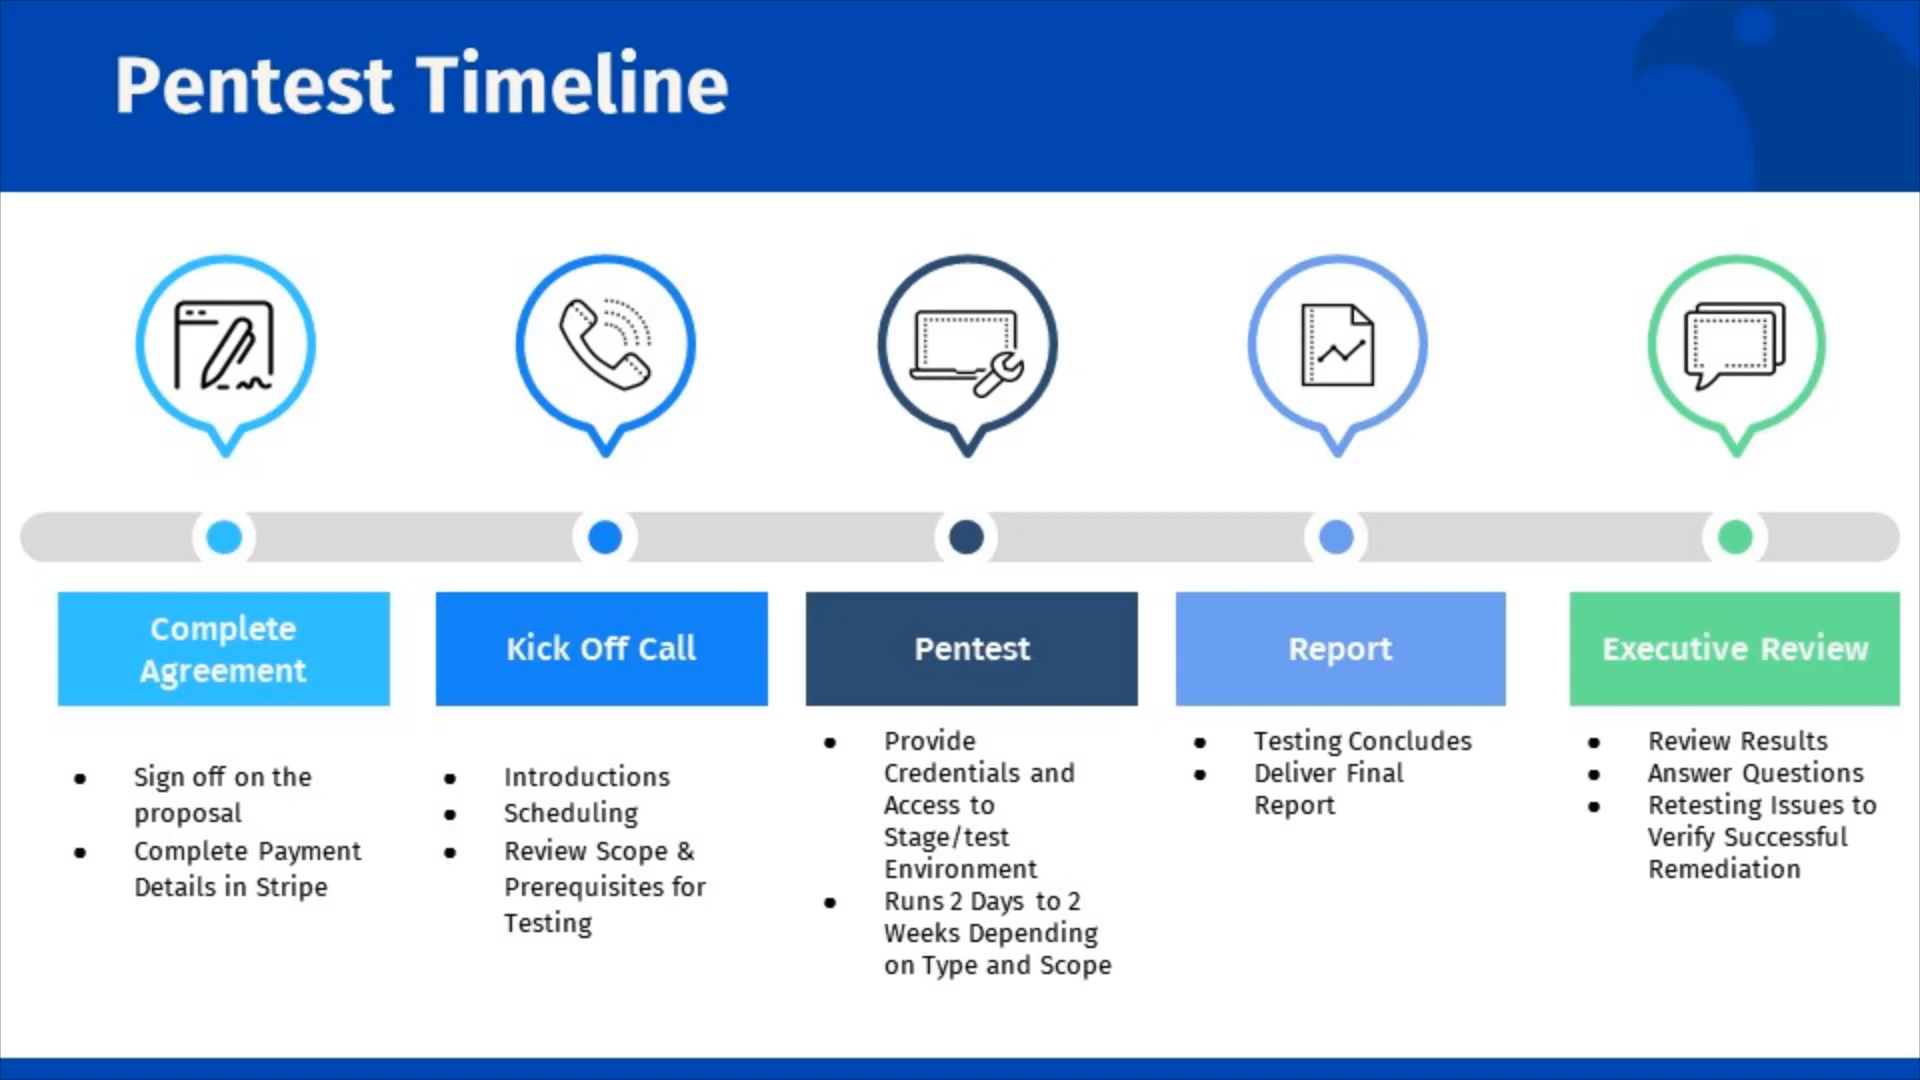 Pentest Timeline
Complete
Agreement
Kick Off Call
Pentest
Report
Executive Review
• Sign off on the
proposal
• Complete Payment
Details in Stripe
• Introductions
• Scheduling
• Review Scope &
Prerequisites for
Testing
• Provide
Credentials and
Access to
Stage/test
Environment
• Runs 2 Days to 2
Weeks Depending
on Type and Scope
• Testing Concludes
• Deliver Final
Report
• Review Results
• Answer Questions
• Retesting Issues to
Verify Successful
Remediation